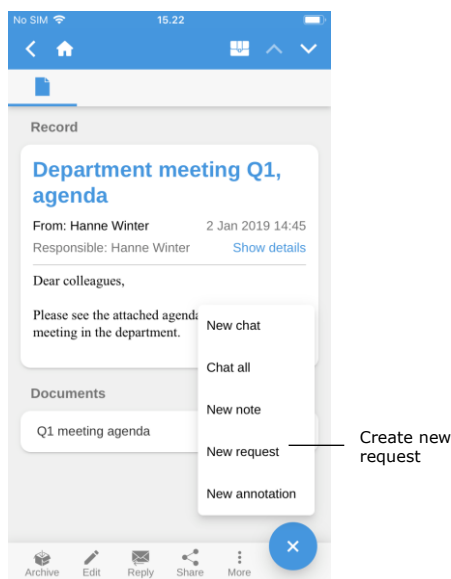 No SIM 15.22
Record
Department meeting Q1,
agenda
From: Hanne Winter 2 Jan 2019 14:45
Responsible: Hanne Winter Show details
Dear colleagues,
Please see the attached agenda
meeting in the department.
New chat
Chat all
Documents
New note
Q1 meeting agenda
New request
Create new
request
New annotation
Archive Edit Reply Share More